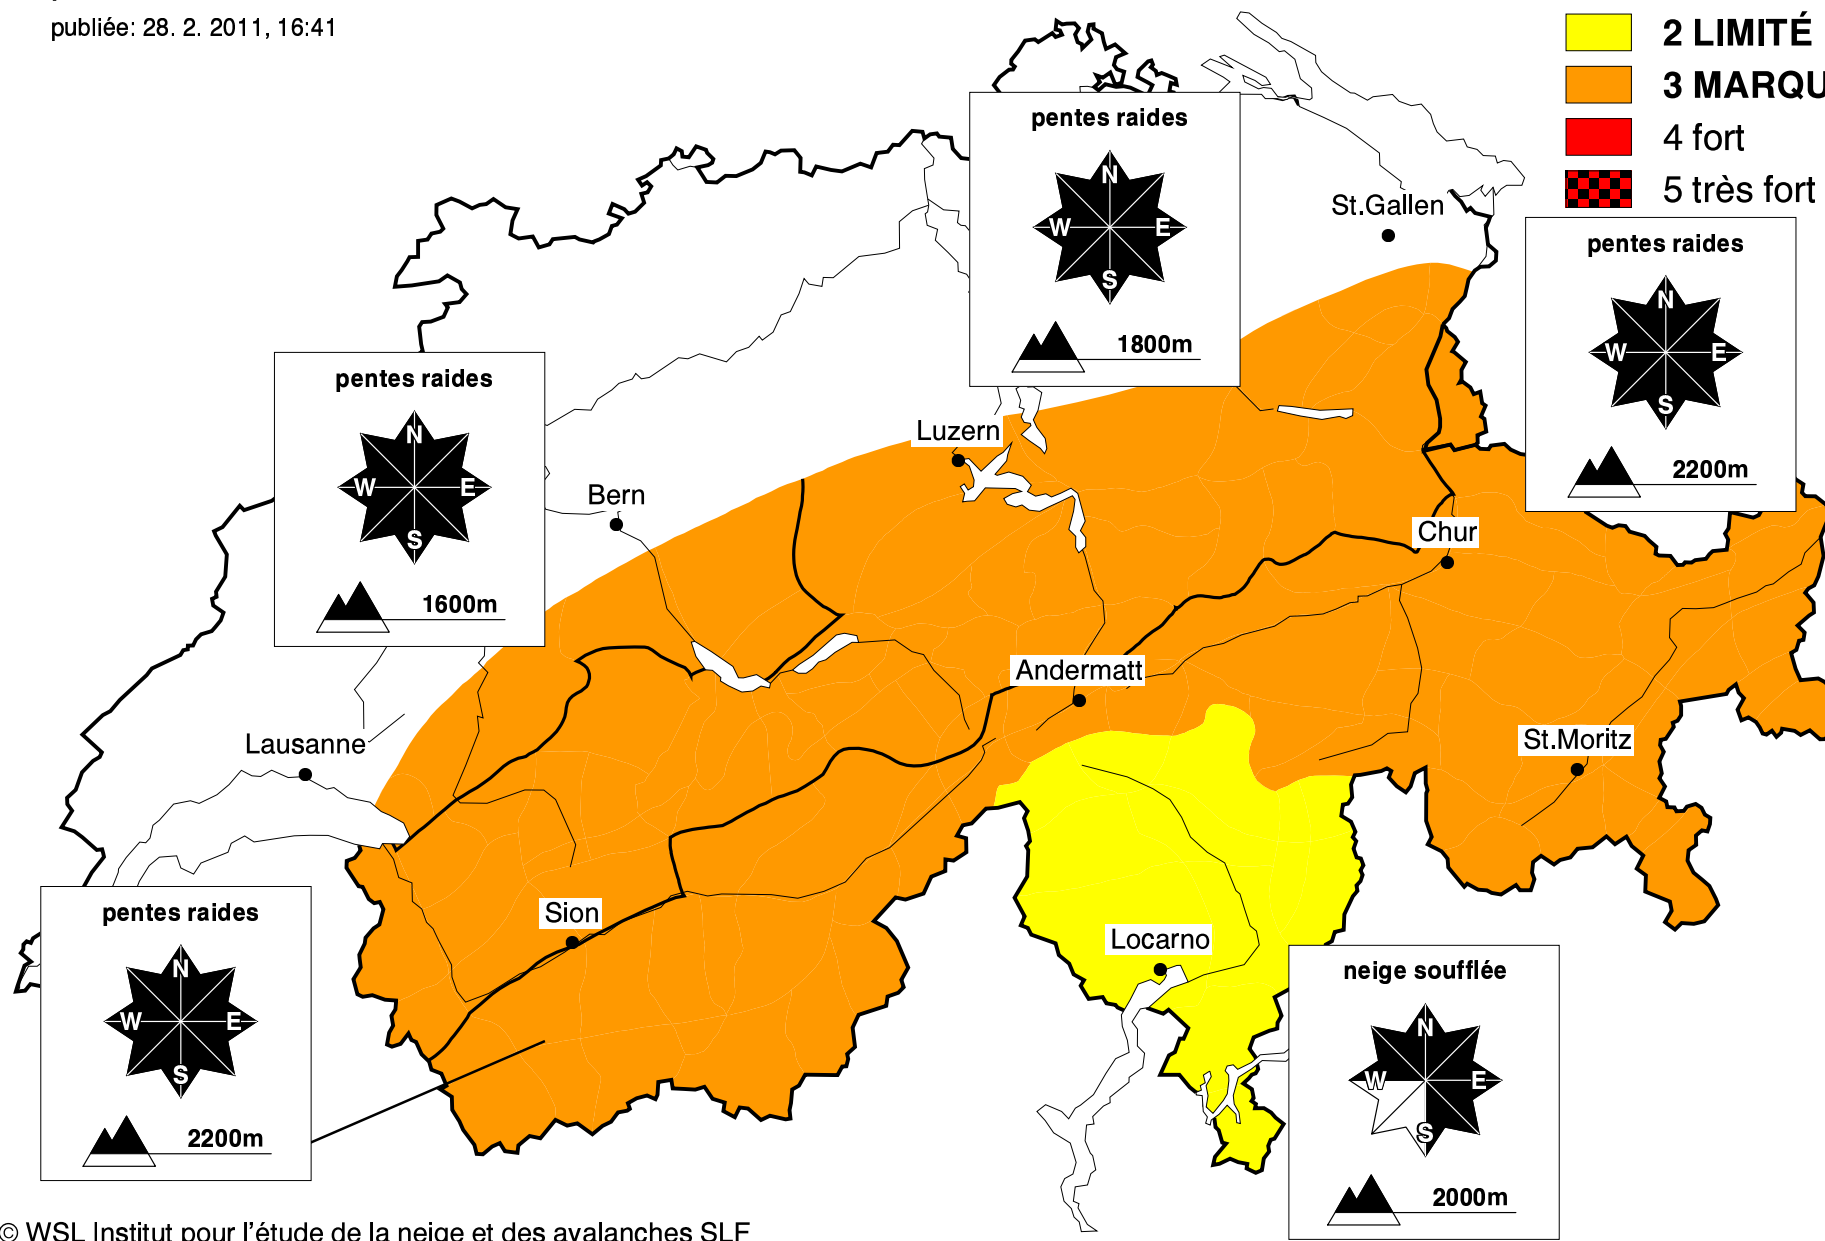 publiée: 28. 2. 2011, 16:41
2 LIMITÉ
3 MARQU
4 fort
5 très fort
pentes raides
N
W E
S
1800m
St.Gallen
pentes raides
N
W E
S
2200m
pentes raides
N
W E
S
1600m
Luzern
Bern
Chur
Andermatt
Lausanne
St.Moritz
pentes raides
N
W E
S
2200m
Sion
Locarno
neige soufflée
N
W E
S
2000m
© WSL Institut pour l'étude de la neige et des avalanches SLF